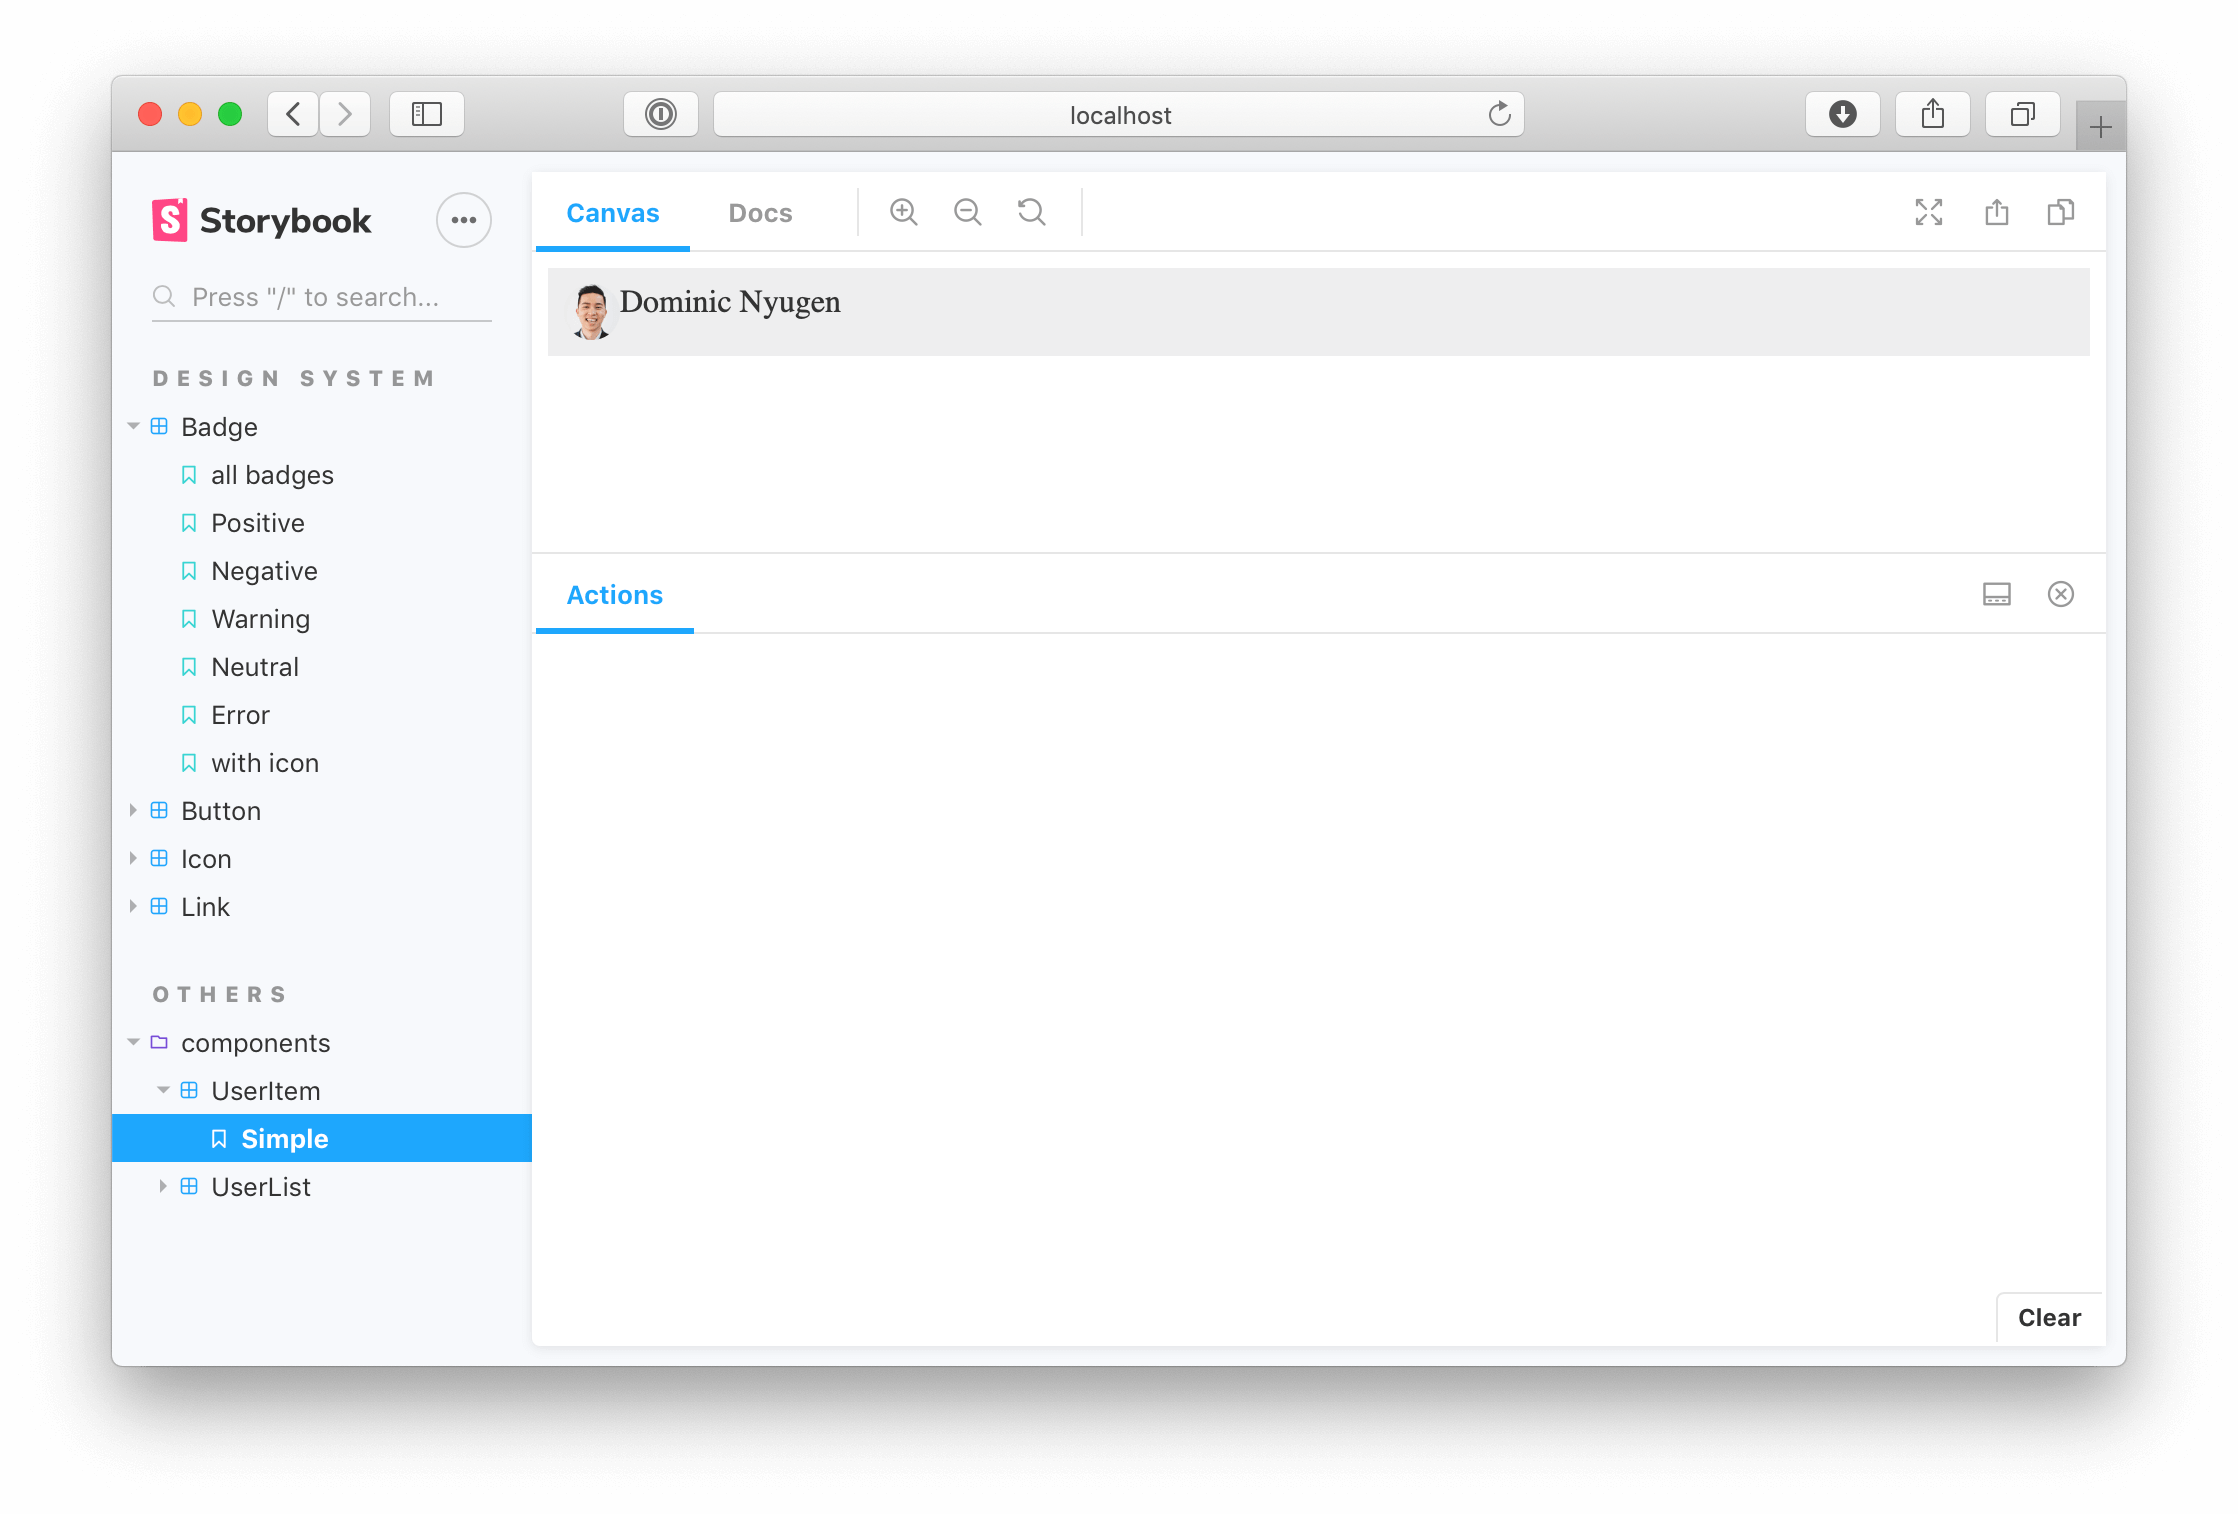 localhost
Storybook
Press "/" to search...
DESIGN SYSTEM
Badge
all badges
Positive
Negative
Warning
Neutral
Error
with icon
Button
Icon
Link
OTHERS
components
UserItem
Simple
UserList
Canvas Docs
Dominic Nyugen
Actions
Clear